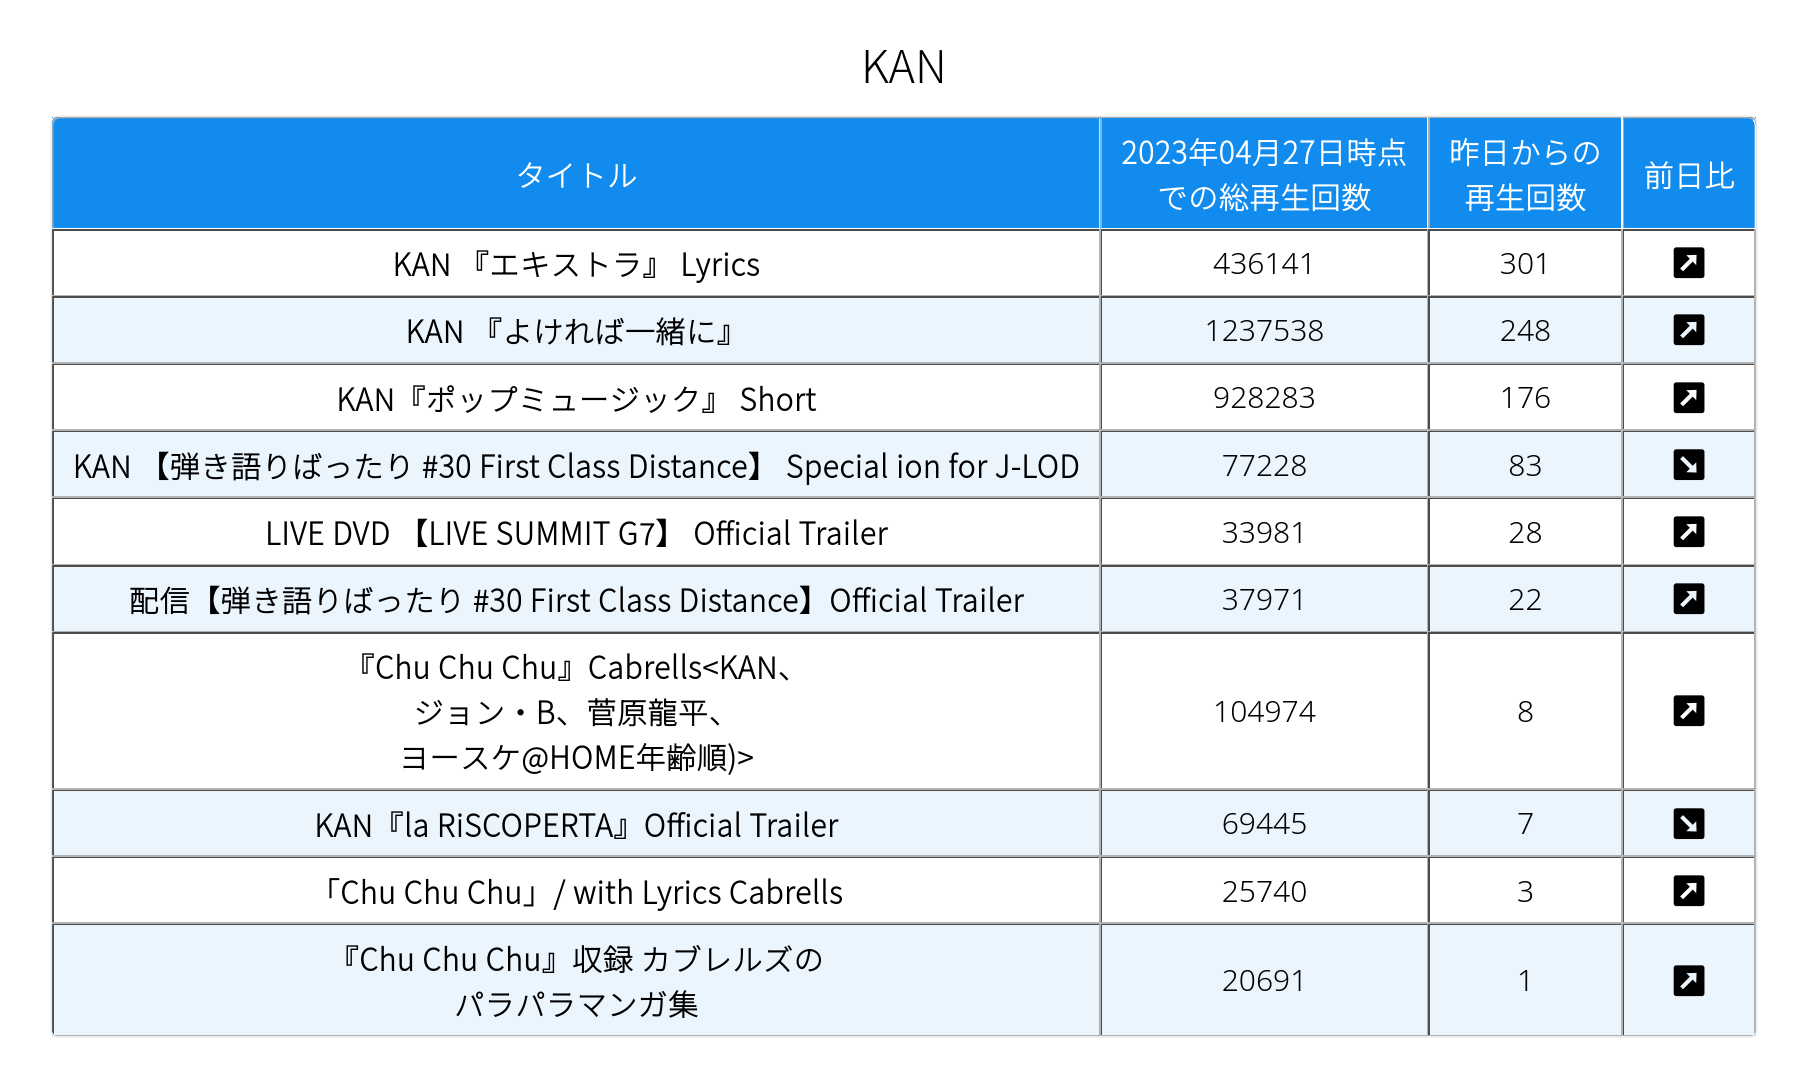 KAN
タイトル
2023年04月27日時点
での総再生回数
昨日からの
再生回数
前日比
KAN 『エキストラ』 Lyrics
436141
301
KAN 『よければ一緒に』
1237538
248
KAN『ポップミュージック』 Short
928283
176
KAN 【弾き語りばったり #30 First Class Distance】 Special ion for J-LOD
77228
83
LIVE DVD 【LIVE SUMMIT G7】 Official Trailer
33981
28
配信【弾き語りばったり #30 First Class Distance】Official Trailer
37971
22
『Chu Chu Chu』Cabrells<KAN、
ジョン・B、菅原龍平、
ヨースケ@HOME年齢順)>
104974
8
KAN『la RiSCOPERTA』Official Trailer
69445
7
「Chu Chu Chu」/ with Lyrics Cabrells
25740
3
『Chu Chu Chu』収録 カブレルズの
パラパラマンガ集
20691
1